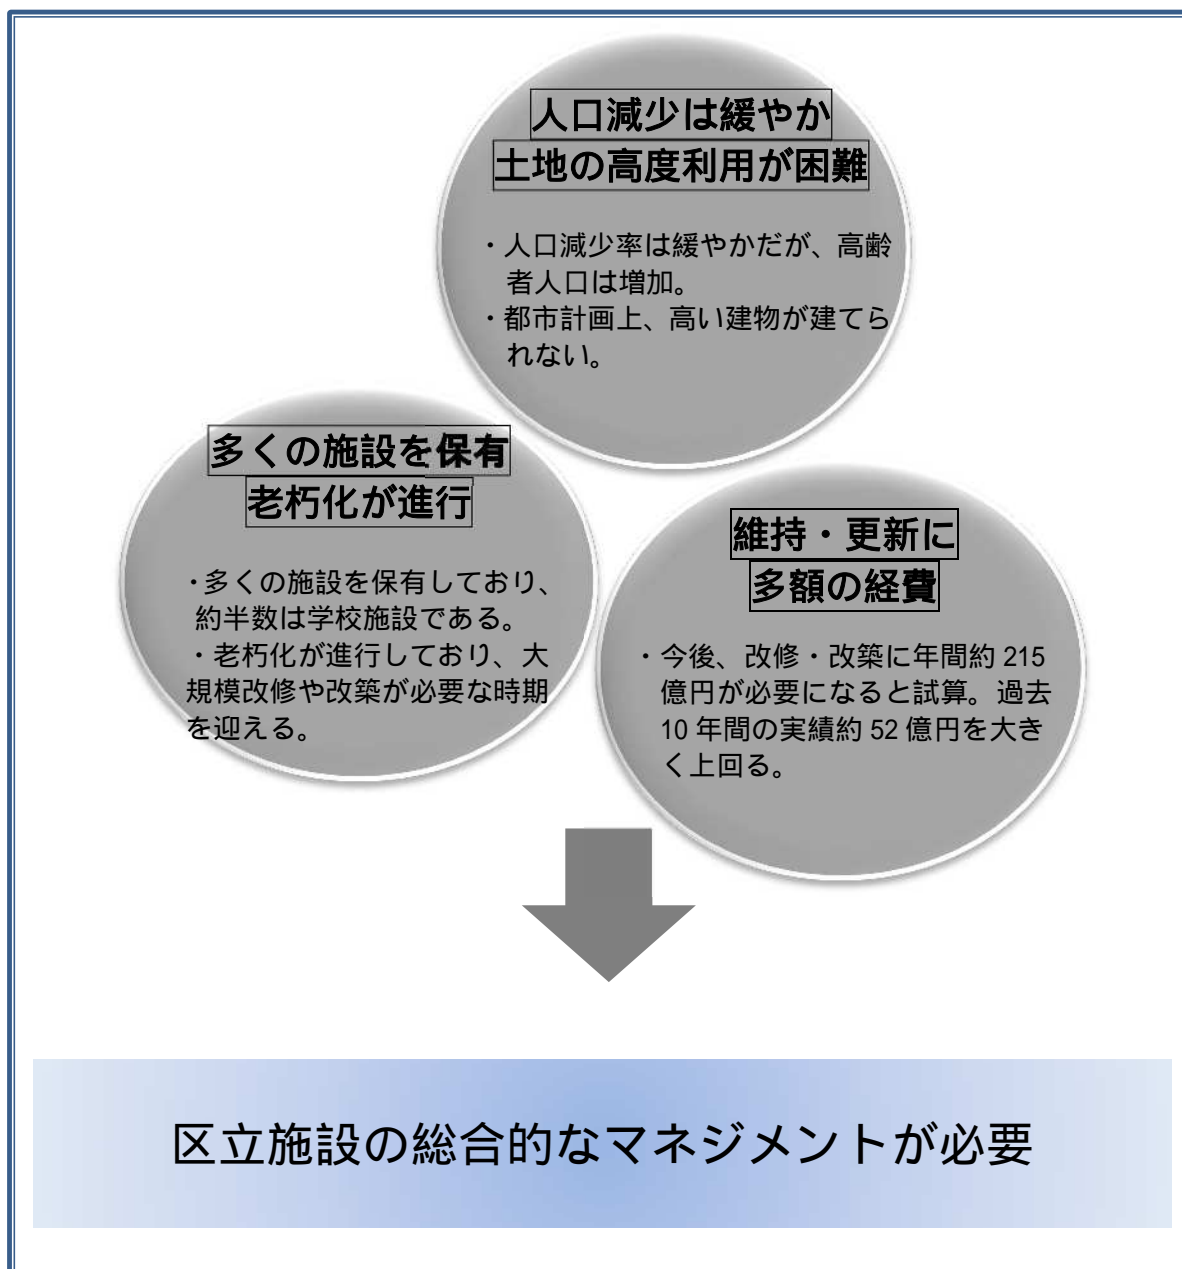 人口減少は緩やか
土地の高度利用が困難
・人口減少率は緩やかだが、高齢
者人口は増加。
・都市計画上、高い建物が建てら
れない。
多くの施設を保有
老朽化が進行
・多くの施設を保有しており、
約半数は学校施設である。
・老朽化が進行しており、大
規模改修や改築が必要な時期
を迎える。
維持・更新に
多額の経費
・今後、改修・改築に年間約 215
億円が必要になると試算。過去
10 年間の実績約 52 億円を大き
く上回る。
区立施設の総合的なマネジメントが必要